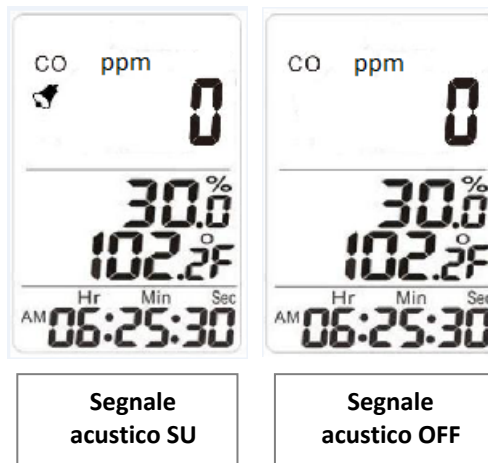 CO ppm
0
30.0%
102.2°F
Hr Min Sec
AM 06:25:30
Segnale
acustico SU
CO ppm
0
30.0%
102.2°F
Hr Min Sec
AM 06:25:30
Segnale
acustico OFF